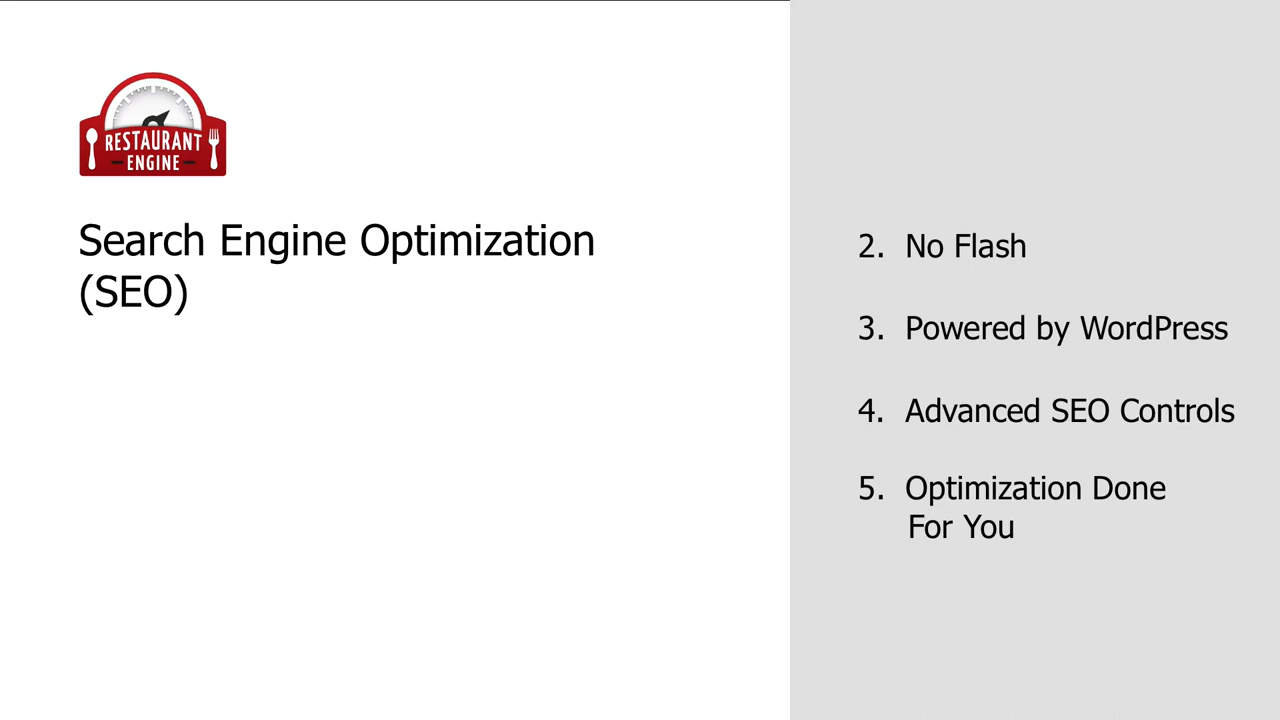 RESTAURANT
ENGINE
Search Engine Optimization
(SEO)
2. No Flash
3. Powered by WordPress
4. Advanced SEO Controls
5. Optimization Done
For You